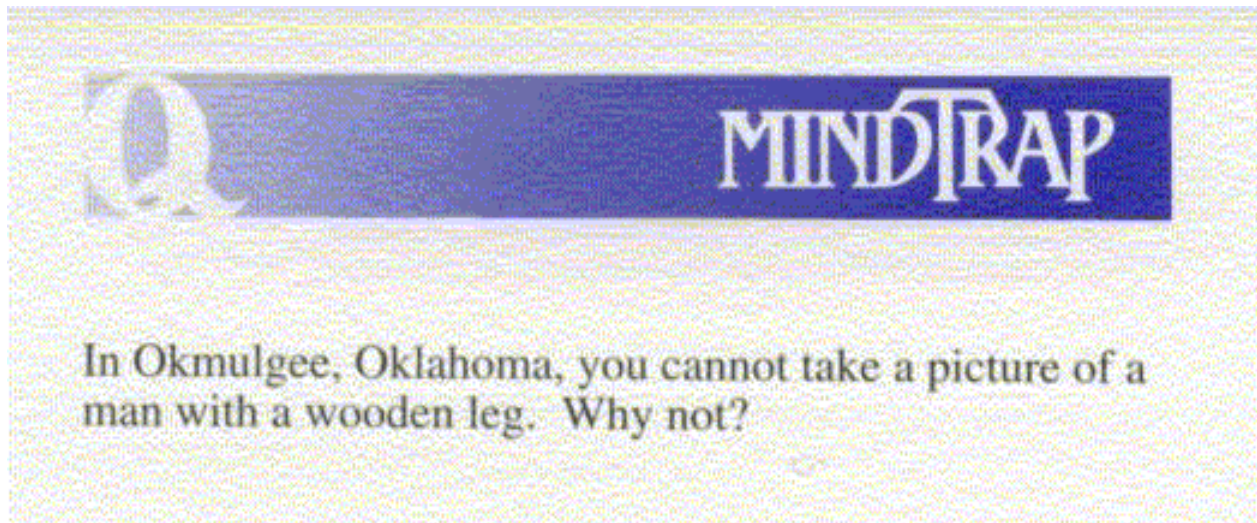 Q MINDTRAP
In Okmulgee, Oklahoma, you cannot take a picture of a
man with a wooden leg. Why not?